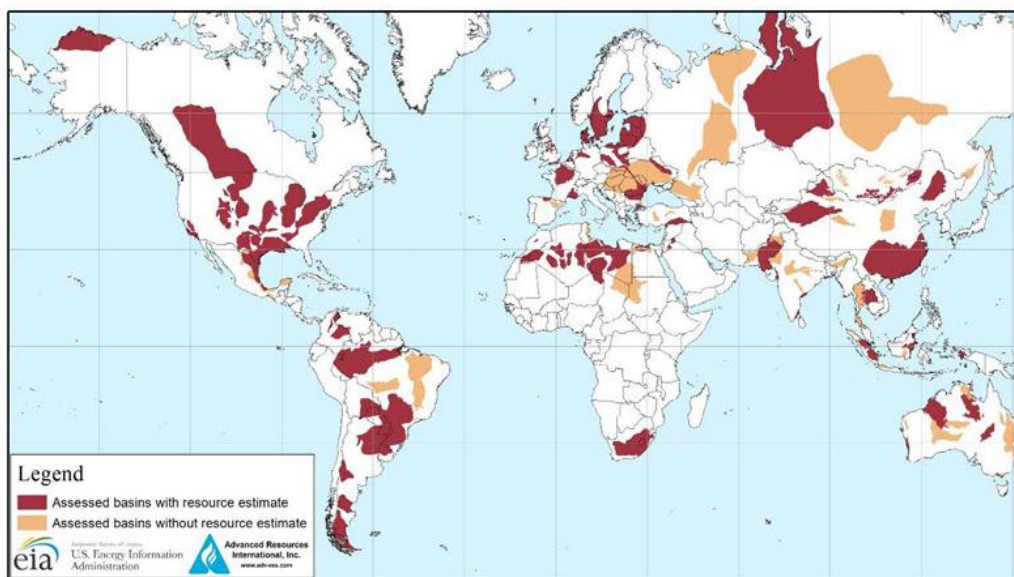 Legend
Assessed basins with resource estimate
Assessed basins without resource estimate
eia
U.S. Energy Information
Administration
Advanced Resources
International, Inc.
www.adv-res.com